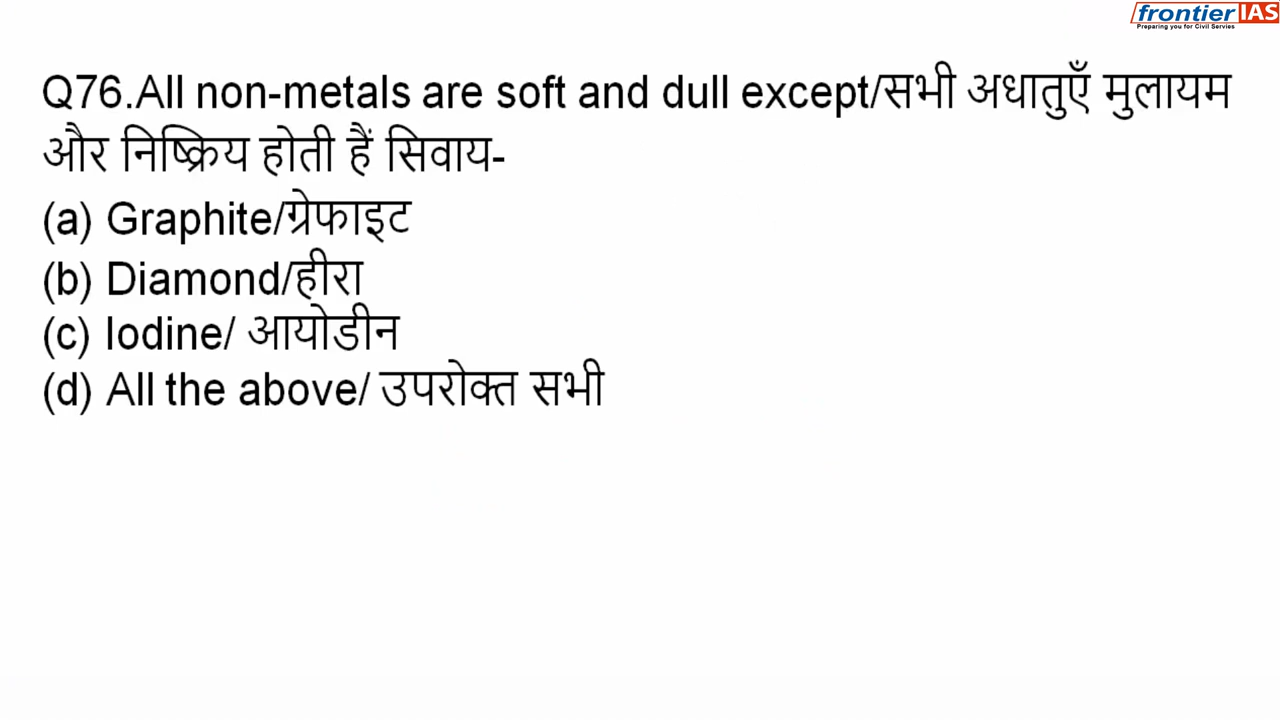 frontier IAS
Preparing you for Civil Servies
Q76.All non-metals are soft and dull except/सभी अधातुएँ मुलायम
और निष्क्रिय होती हैं सिवाय-
(a) Graphite/ग्रेफाइट
(b) Diamond/हीरा
(c) Iodine/ आयोडीन
(d) All the above/ उपरोक्त सभी